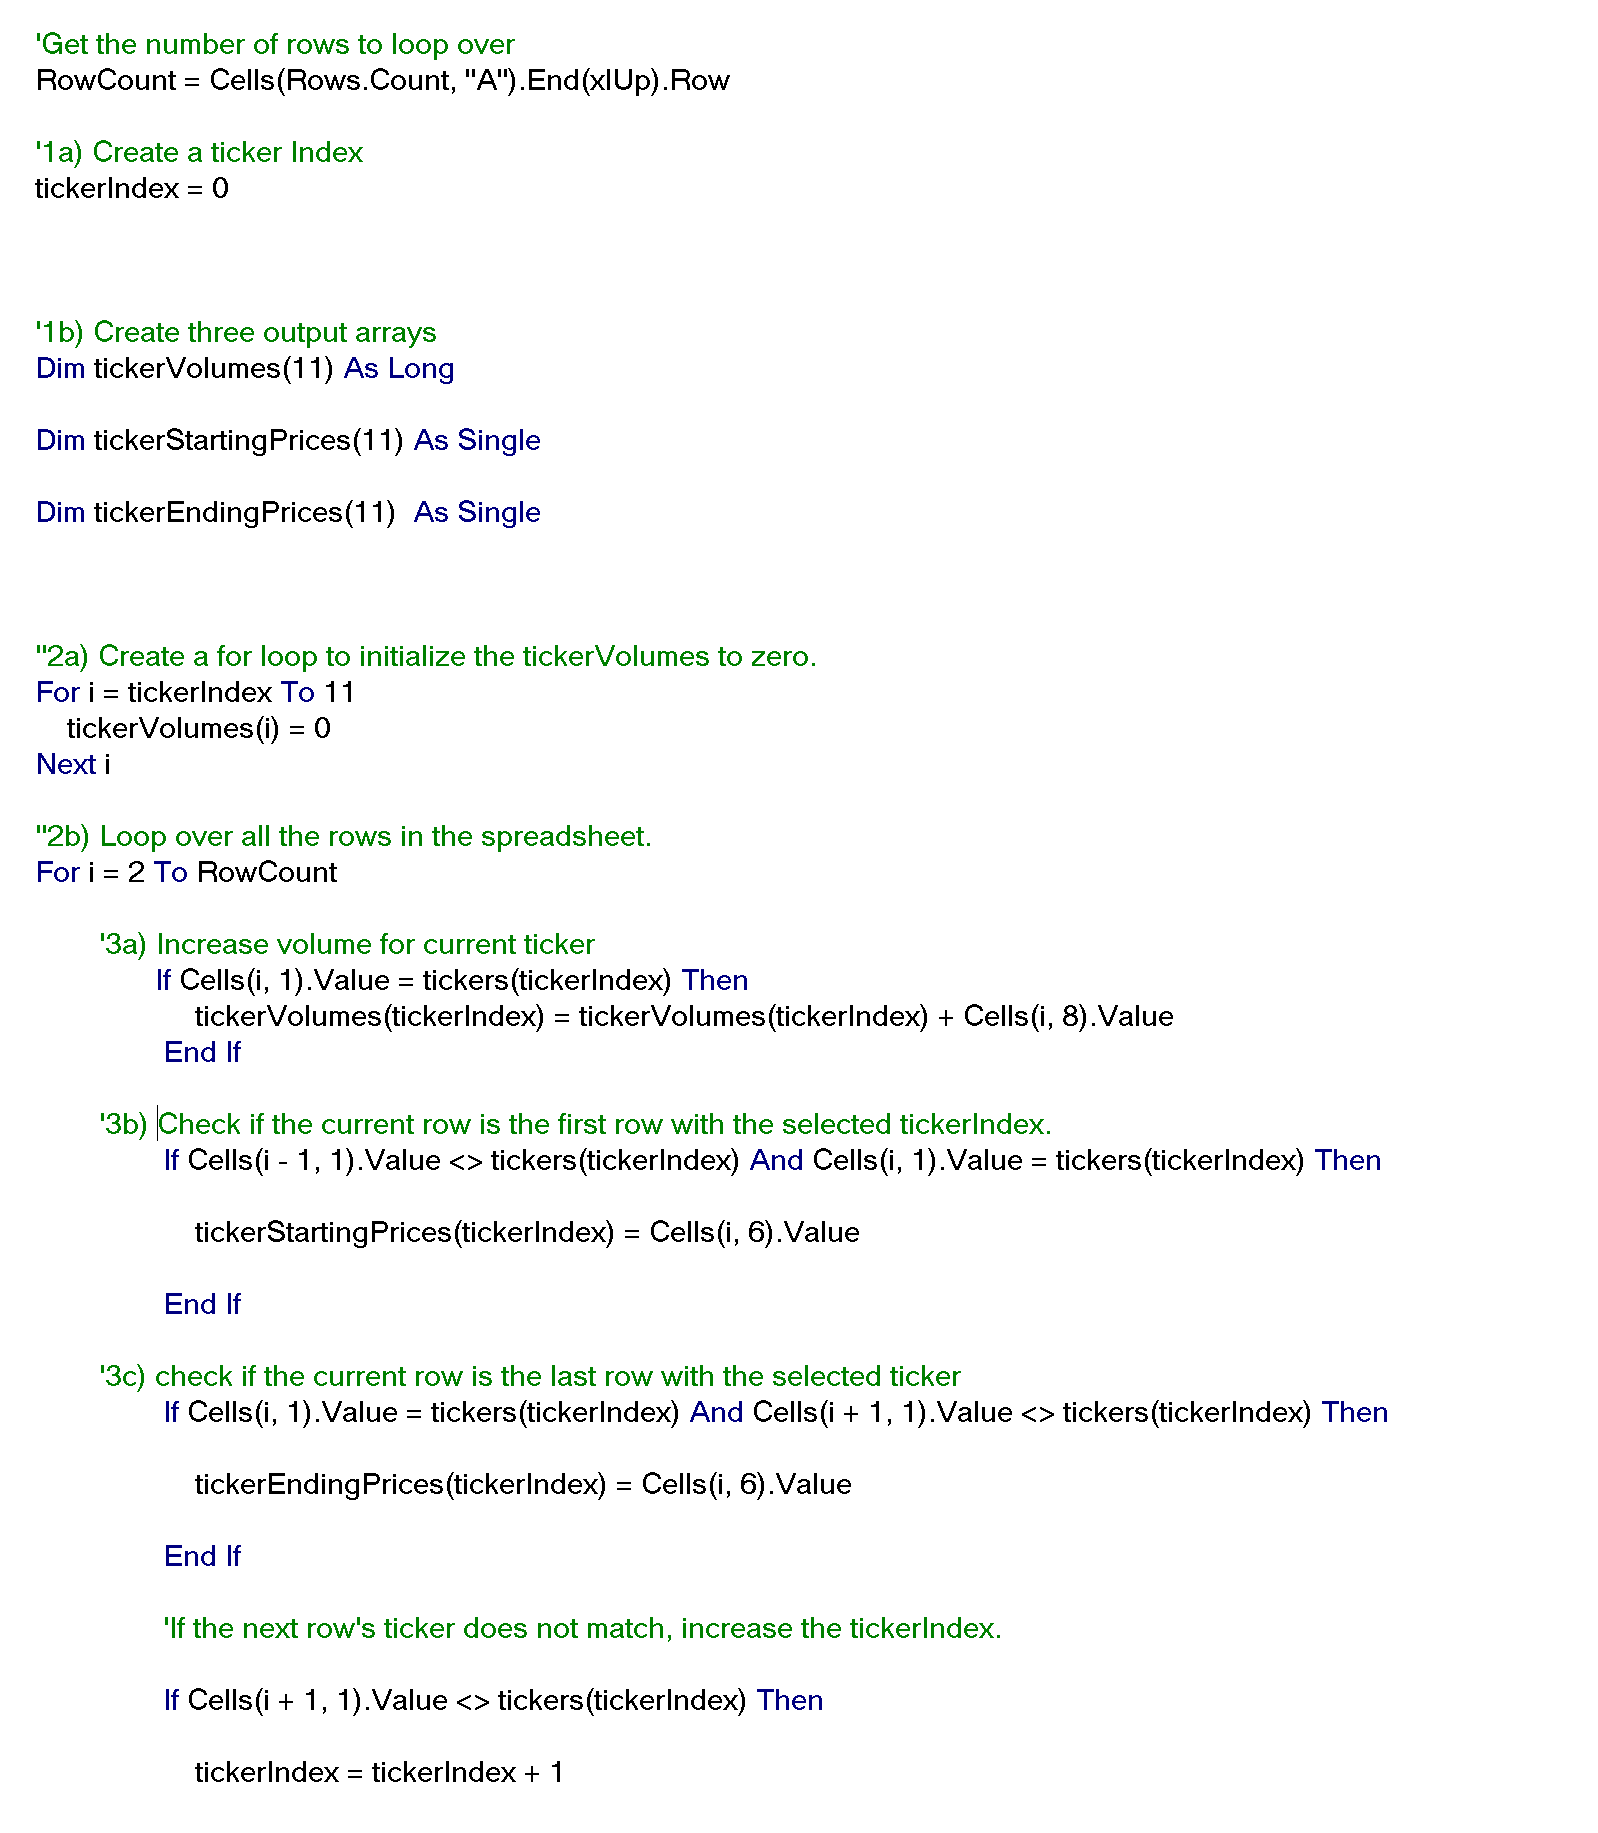 'Get the number of rows to loop over
RowCount = Cells(Rows.Count, "A").End(xlUp).Row
'1a) Create a ticker Index
tickerIndex = 0
'1b) Create three output arrays
Dim tickerVolumes(11) As Long
Dim tickerStartingPrices(11) As Single
Dim tickerEndingPrices(11)  As Single
''2a) Create a for loop to initialize the tickerVolumes to zero.
For i = tickerIndex To 11
    tickerVolumes(i) = 0
Next i
''2b) Loop over all the rows in the spreadsheet.
For i = 2 To RowCount
'3a) Increase volume for current ticker
If Cells(i, 1).Value = tickers(tickerIndex) Then
tickerVolumes(tickerIndex) = tickerVolumes(tickerIndex) + Cells(i, 8).Value
End If
'3b) Check if the current row is the first row with the selected tickerIndex.
If Cells(i - 1, 1).Value <> tickers(tickerIndex) And Cells(i, 1).Value = tickers(tickerIndex) Then
tickerStartingPrices(tickerIndex) = Cells(i, 6).Value
End If
'3c) check if the current row is the last row with the selected ticker
If Cells(i, 1).Value = tickers(tickerIndex) And Cells(i + 1, 1).Value <> tickers(tickerIndex) Then
tickerEndingPrices(tickerIndex) = Cells(i, 6).Value
End If
'If the next row's ticker does not match, increase the tickerIndex.
If Cells(i + 1, 1).Value <> tickers(tickerIndex) Then
tickerIndex = tickerIndex + 1